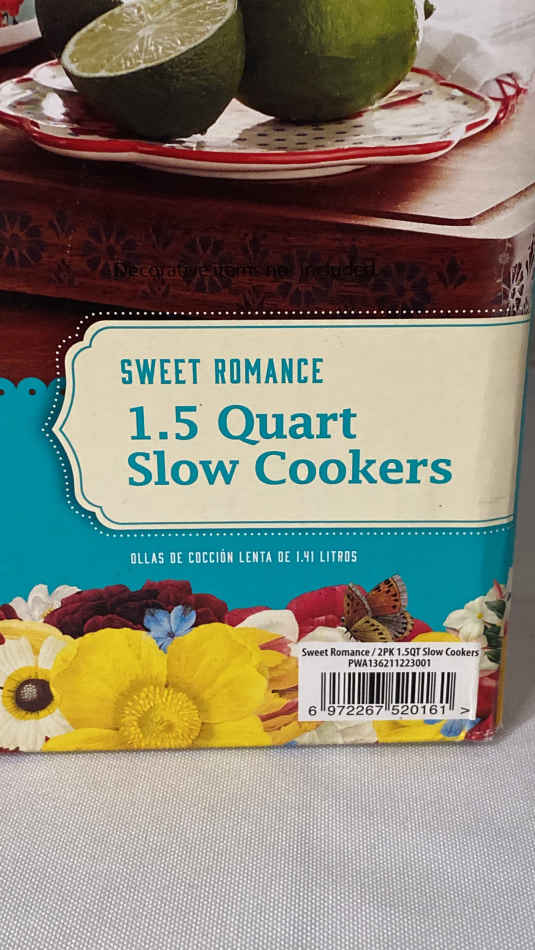 Decorative items not included.
SWEET ROMANCE
1.5 Quart
Slow Cookers
OLLAS DE COCCIÓN LENTA DE 1.41 LITROS
Sweet Romance / 2PK 1.5QT Slow Cookers
PWA136211223001
6 972267 520161 >